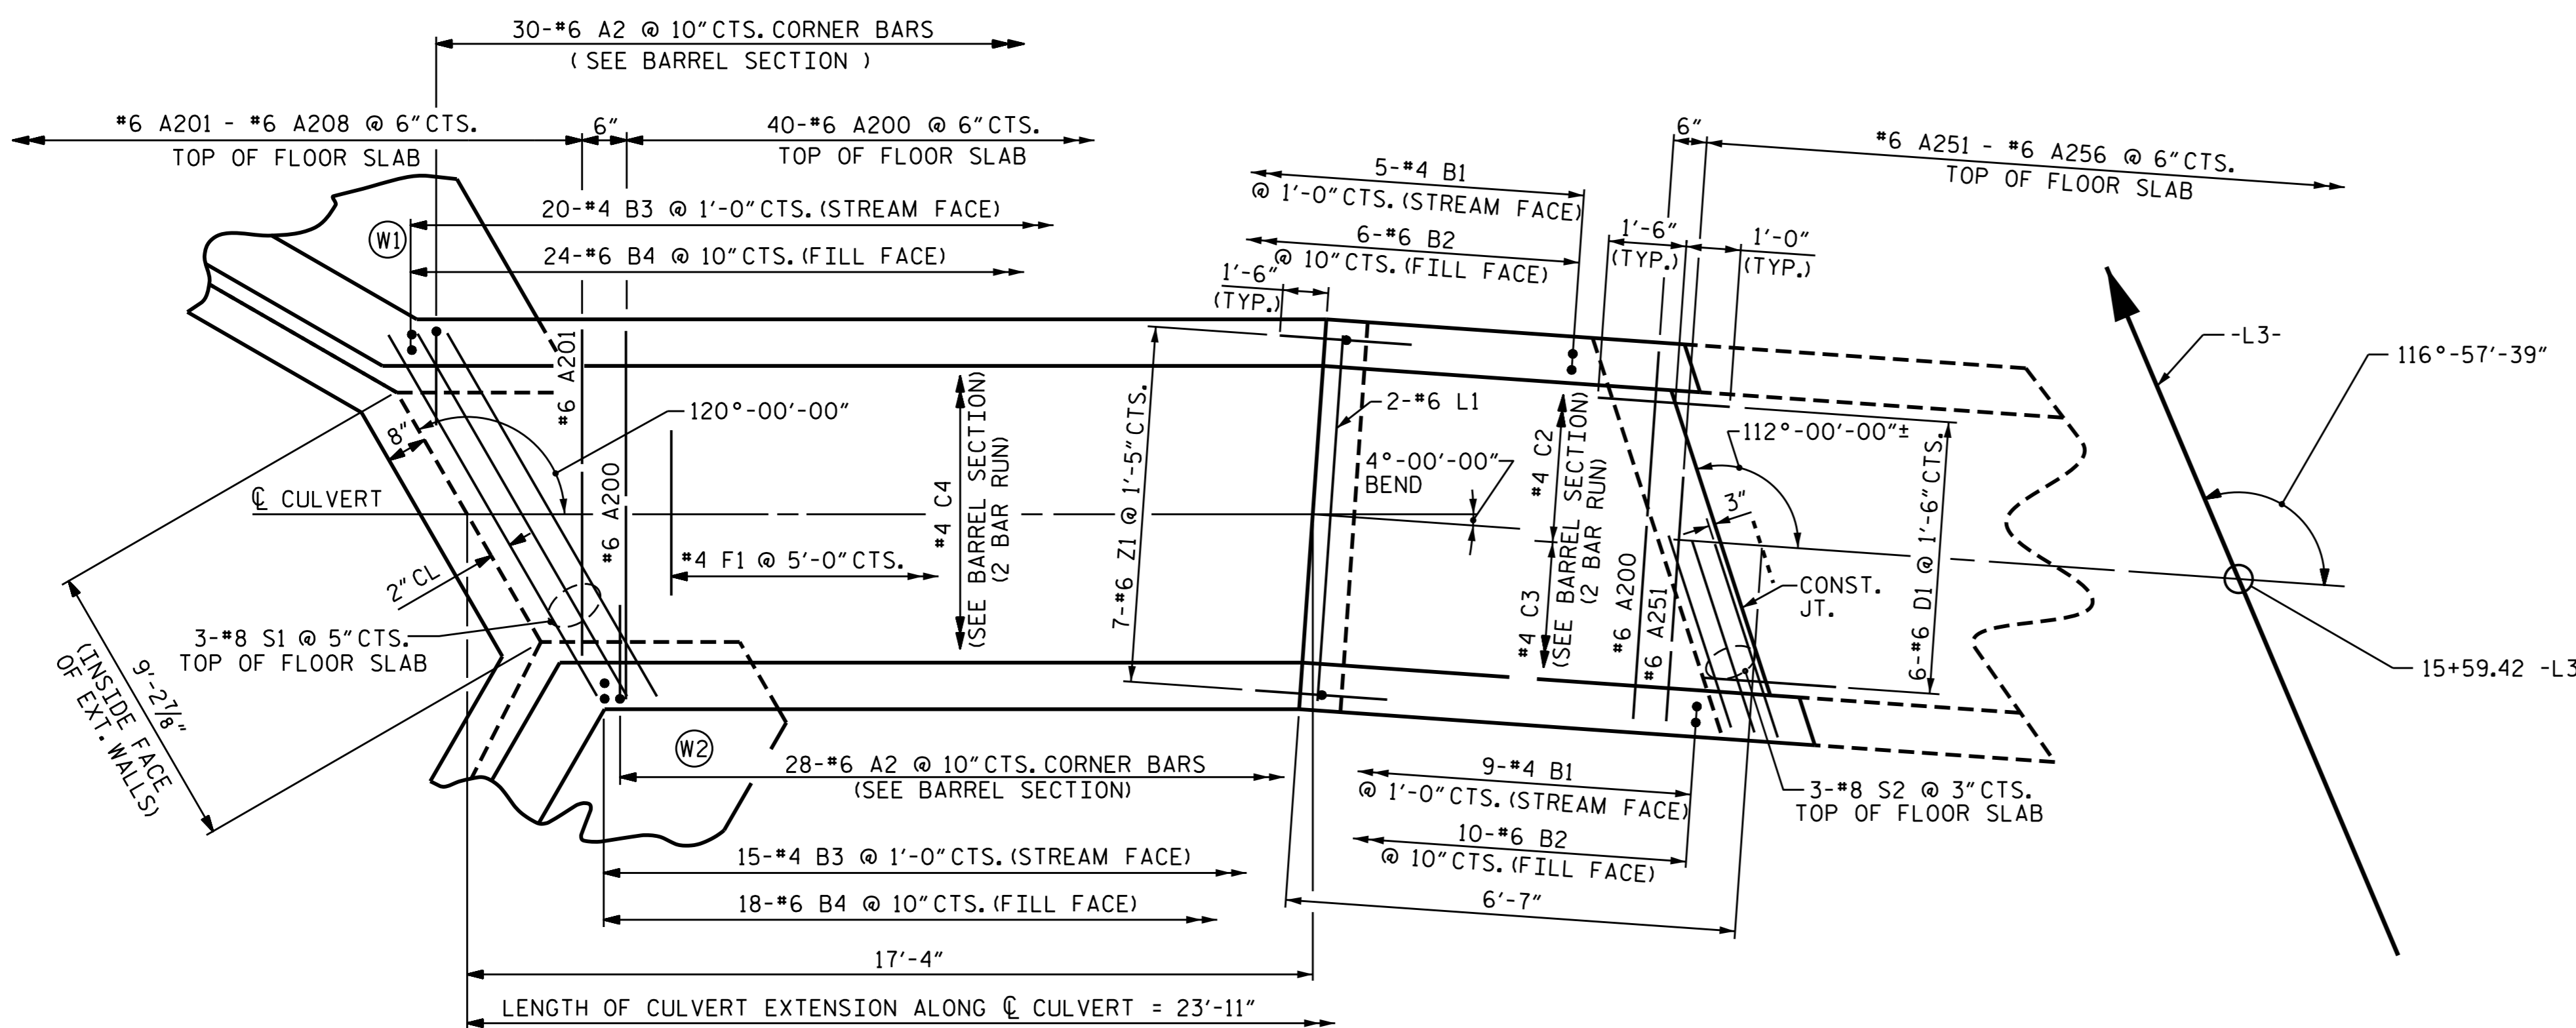 30-#6 A2 @ 10" CTS. CORNER BARS
( SEE BARREL SECTION )
#6 A201 - #6 A208 @ 6" CTS.
TOP OF FLOOR SLAB
6"
40-#6 A200 @ 6" CTS.
TOP OF FLOOR SLAB
6"
#6 A251 - #6 A256 @ 6" CTS.
TOP OF FLOOR SLAB
5-#4 B1
@ 1'-0" CTS. (STREAM FACE)
6-#6 B2
@ 10" CTS. (FILL FACE)
1'-6"
(TYP.)
1'-6"
(TYP.)
1'-0"
(TYP.)
20-#4 B3 @ 1'-0" CTS. (STREAM FACE)
W1
24-#6 B4 @ 10" CTS. (FILL FACE)
-L3-
116°-57'-39"
#6 A201
120°-00'-00"
8"
#6 A200
℄ CULVERT
#4 F1 @ 5'-0" CTS.
#4 C4
(SEE BARREL SECTION)
(2 BAR RUN)
7-#6 Z1 @ 1'-5" CTS.
2-#6 L1
4°-00'-00"
BEND
#4 C2
#4 C3
(SEE BARREL SECTION)
(2 BAR RUN)
#6 A200
#6 A251
112°-00'-00"±
3"
CONST.
JT.
6-#6 D1 @ 1'-6" CTS.
2" CL
3-#8 S1 @ 5" CTS.
TOP OF FLOOR SLAB
9'-2⅞"
(INSIDE FACE
OF EXT. WALLS)
15+59.42 -L3
W2
28-#6 A2 @ 10" CTS. CORNER BARS
(SEE BARREL SECTION)
9-#4 B1
@ 1'-0" CTS. (STREAM FACE)
10-#6 B2
@ 10" CTS. (FILL FACE)
3-#8 S2 @ 3" CTS.
TOP OF FLOOR SLAB
15-#4 B3 @ 1'-0" CTS. (STREAM FACE)
18-#6 B4 @ 10" CTS. (FILL FACE)
6'-7"
17'-4"
LENGTH OF CULVERT EXTENSION ALONG ℄ CULVERT = 23'-11"